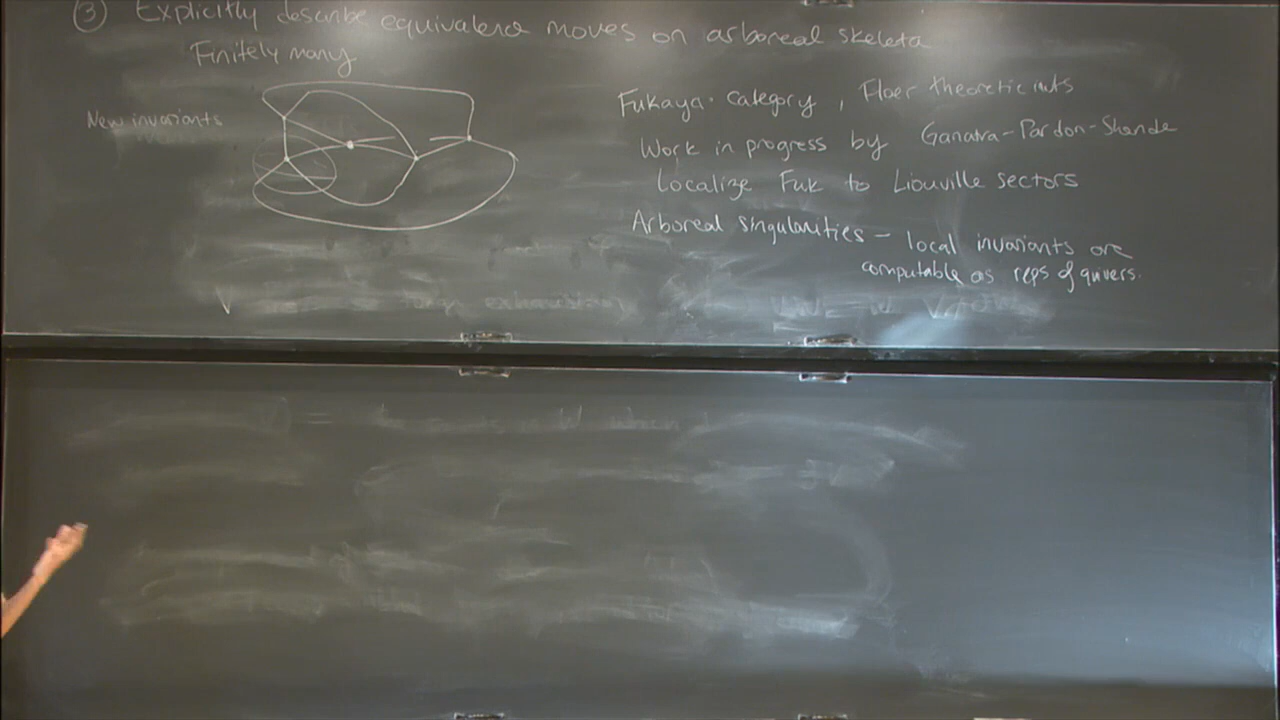 ③ Explicitly describe equivalence moves on arboreal skeleta
Finitely many
New invariants
Fukaya category, Floer theoretic invts
Work in progress by Ganatra-Pardon-Shende
Localize Fuk to Liouville sectors
Arboreal singularities - local invariants are
computable as reps of quivers.